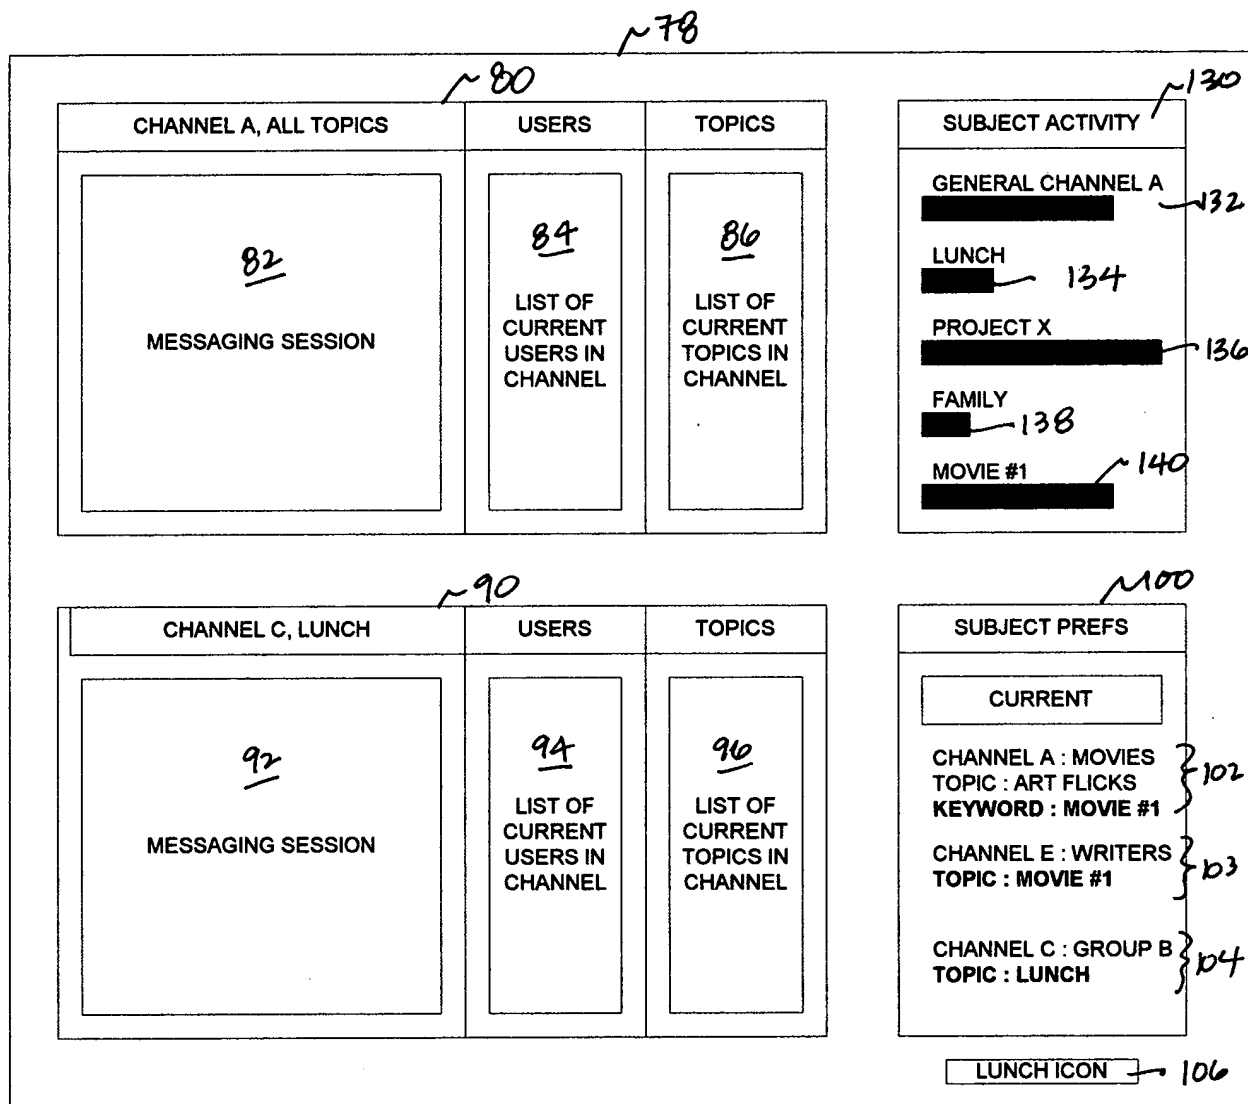 ~78
~80
CHANNEL A, ALL TOPICS
USERS
TOPICS
82
MESSAGING SESSION
84
LIST OF
CURRENT
USERS IN
CHANNEL
86
LIST OF
CURRENT
TOPICS IN
CHANNEL
~130
SUBJECT ACTIVITY
GENERAL CHANNEL A
132
LUNCH
134
PROJECT X
136
FAMILY
138
MOVIE #1
~140
~90
CHANNEL C, LUNCH
USERS
TOPICS
92
MESSAGING SESSION
94
LIST OF
CURRENT
USERS IN
CHANNEL
96
LIST OF
CURRENT
TOPICS IN
CHANNEL
~100
SUBJECT PREFS
CURRENT
CHANNEL A : MOVIES
TOPIC : ART FLICKS
KEYWORD : MOVIE #1
102
CHANNEL E : WRITERS
TOPIC : MOVIE #1
103
CHANNEL C : GROUP B
TOPIC : LUNCH
104
LUNCH ICON
106